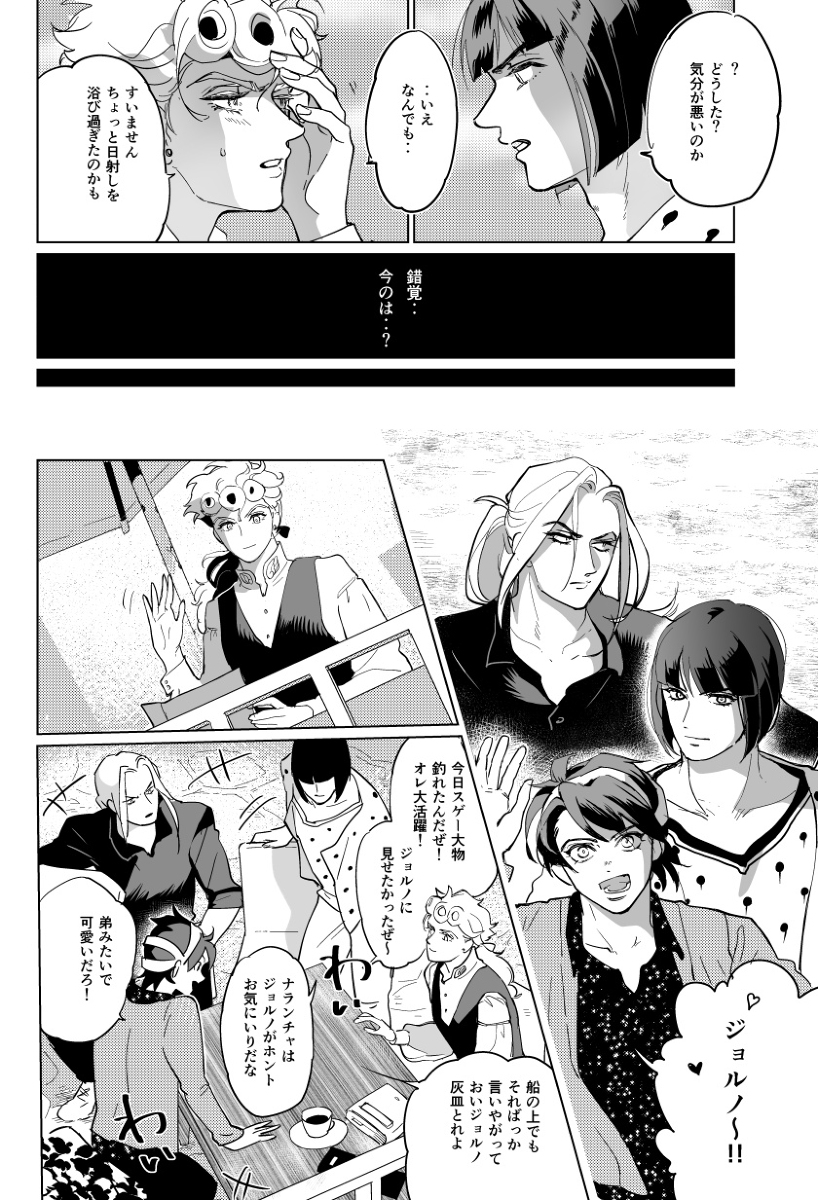 ?
どうした?
気分が悪いのか
‥いえ
なんでも‥
すいません
ちょっと日射しを
浴び過ぎたのかも
錯覚‥
今のは‥?
ジョルノ〜!!
今日スゲー大物
釣れたんだぜ!
オレ大活躍!
ジョルノに
見せたかったぜ〜
わい
ナランチャは
ジョルノがホント
お気にいりだな
弟みたいで
可愛いだろ!
わい
船の上でも
そればっか
言いやがって
おいジョルノ
灰皿とれよ